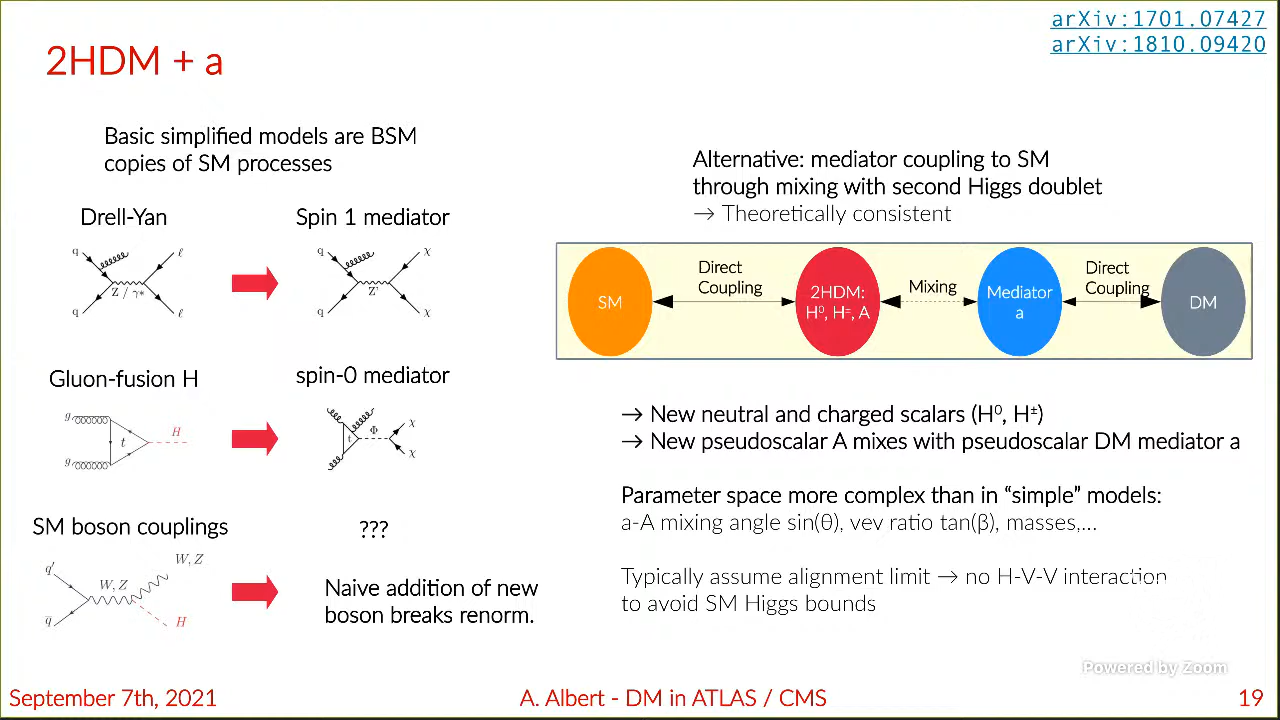 arXiv:1701.07427
arXiv:1810.09420
2HDM + a
Basic simplified models are BSM
copies of SM processes
Drell-Yan
Spin 1 mediator
q
q
Z / γ*
ℓ
ℓ
q
q
Z'
χ
χ
Gluon-fusion H
spin-0 mediator
g
g
t
H
t
Φ
χ
χ
SM boson couplings
???
q'
q̅
W, Z
W, Z
H
Naive addition of new
boson breaks renorm.
Alternative: mediator coupling to SM
through mixing with second Higgs doublet
→ Theoretically consistent
SM
Direct
Coupling
2HDM:
H⁰, H±, A
Mixing
Mediator
a
Direct
Coupling
DM
→ New neutral and charged scalars (H⁰, H±)
→ New pseudoscalar A mixes with pseudoscalar DM mediator a
Parameter space more complex than in “simple” models:
a-A mixing angle sin(θ), vev ratio tan(β), masses,...
Typically assume alignment limit → no H-V-V interaction
to avoid SM Higgs bounds
Powered by Zoom
September 7th, 2021
A. Albert - DM in ATLAS / CMS
19